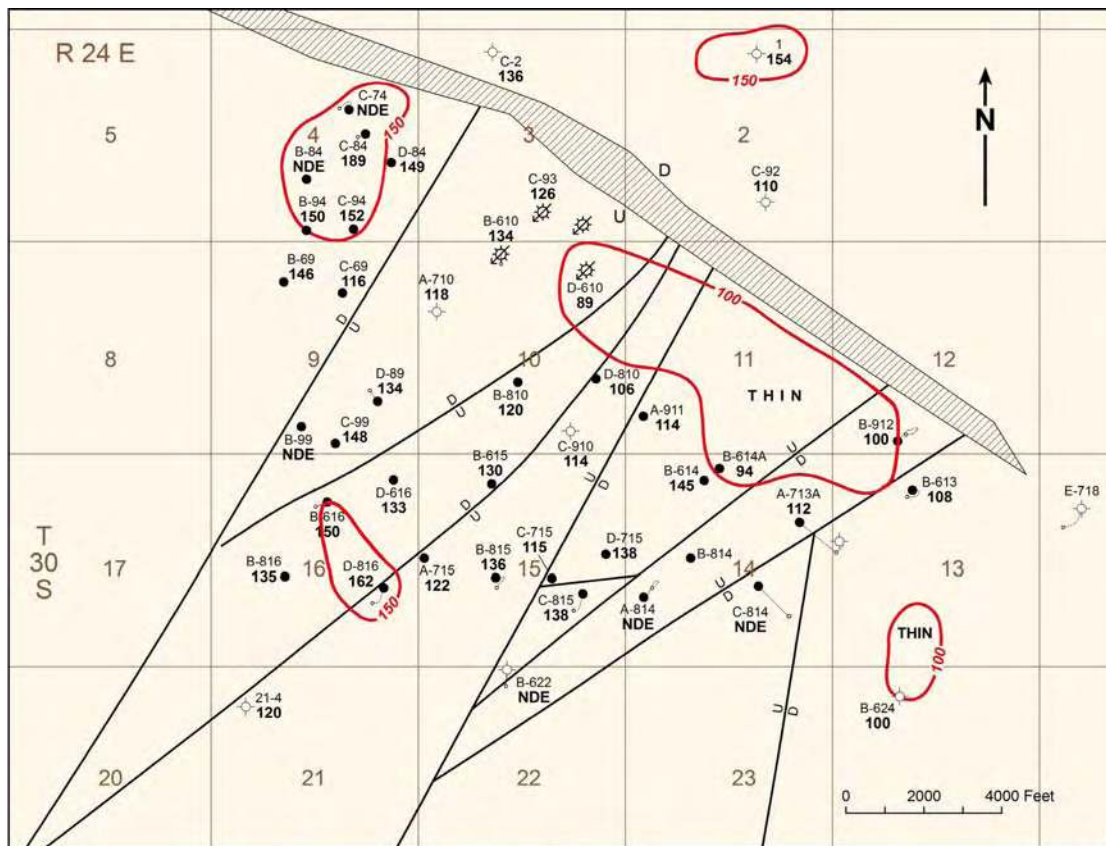 R 24 E
C-2
136
1
154
150
N
5
4
3
2
C-74
NDE
150
B-84
NDE
C-84
189
D-84
149
B-94
150
C-94
152
C-93
126
D
U
C-92
110
B-610
134
B-69
146
C-69
116
A-710
118
D-610
89
100
D
U
8
9
10
11
12
D-89
134
D
U
B-810
120
D-810
106
THIN
A-911
114
B-99
NDE
C-99
148
C-910
114
B-912
100
U
D
U
D
B-614
145
B-614A
94
A-713A
112
B-613
108
E-718
D-616
133
B-615
130
D
U
B-616
150
T
30
S
17
16
15
14
13
B-816
135
D-816
162
150
A-715
122
B-815
136
C-715
115
D-715
138
B-814
C-815
138
A-814
NDE
U
D
C-814
NDE
THIN
100
B-622
NDE
21-4
120
U
D
B-624
100
20
21
22
23
0 2000 4000 Feet